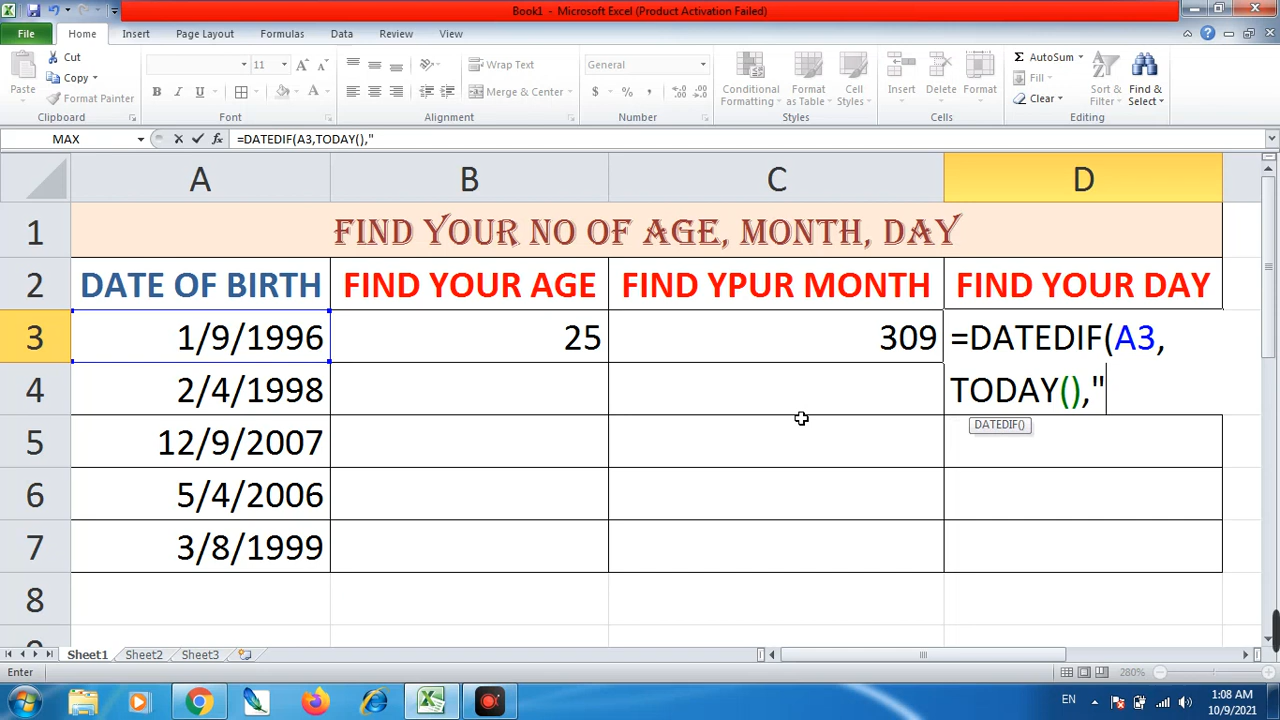 Book1 - Microsoft Excel (Product Activation Failed)
File Home Insert Page Layout Formulas Data Review View
Paste
Cut
Copy
Format Painter
Clipboard
11 A A
B I U A
Font
Wrap Text
Merge & Center
Alignment
General
$ % , .0 .00 .00 .0
Number
Conditional Formatting
Format as Table
Cell Styles
Styles
Insert Delete Format
Cells
Σ AutoSum
Fill
Clear
Sort & Filter
Find & Select
Editing
MAX fx =DATEDIF(A3,TODAY(),"
A B C D
1 FIND YOUR NO OF AGE, MONTH, DAY
2 DATE OF BIRTH FIND YOUR AGE FIND YPUR MONTH FIND YOUR DAY
3 1/9/1996 25 309 =DATEDIF(A3,
4 2/4/1998 TODAY(),"
DATEDIF()
5 12/9/2007
6 5/4/2006
7 3/8/1999
8
Sheet1 Sheet2 Sheet3
Enter 280%
EN 1:08 AM
10/9/2021